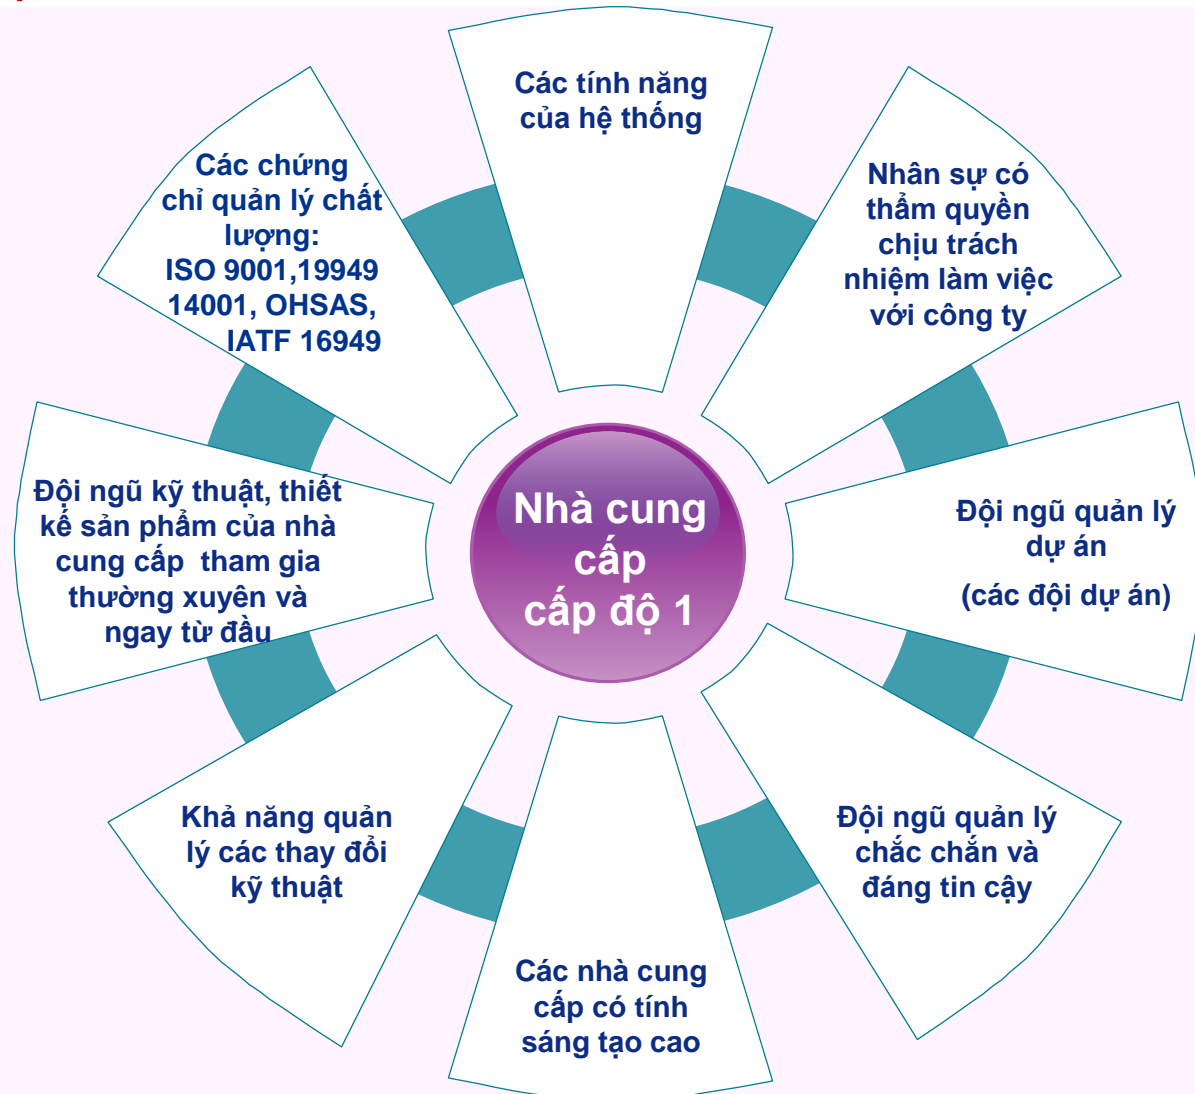 Các tính năng
của hệ thống
Nhân sự có
thẩm quyền
chịu trách
nhiệm làm việc
với công ty
Đội ngũ quản lý
dự án
(các đội dự án)
Đội ngũ quản lý
chắc chắn và
đáng tin cậy
Các nhà cung
cấp có tính
sáng tạo cao
Khả năng quản
lý các thay đổi
kỹ thuật
Đội ngũ kỹ thuật, thiết
kế sản phẩm của nhà
cung cấp tham gia
thường xuyên và
ngay từ đầu
Các chứng
chỉ quản lý chất
lượng:
ISO 9001,19949
14001, OHSAS,
IATF 16949
Nhà cung
cấp
cấp độ 1